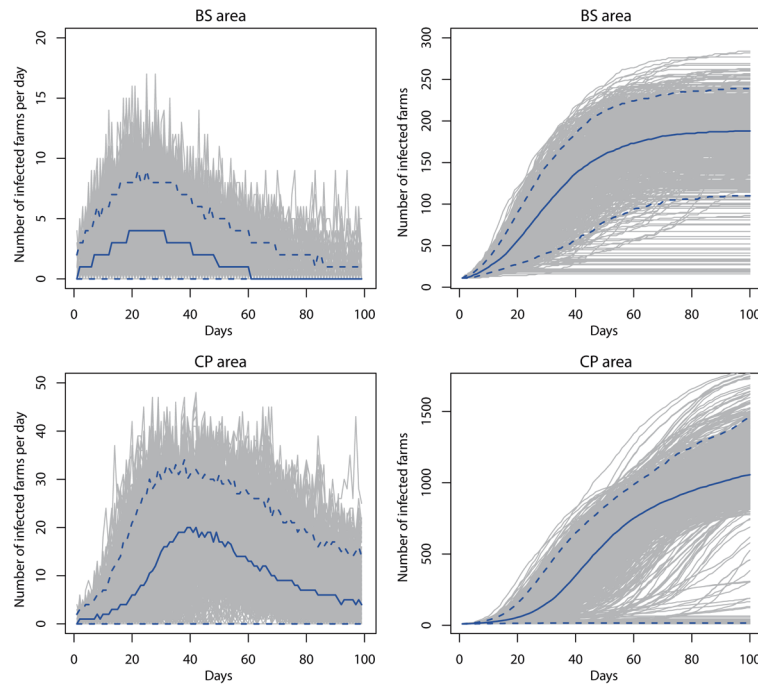 BS area
Number of infected farms per day
20
15
10
5
0
0 20 40 60 80 100
Days
BS area
Number of infected farms
300
250
200
150
100
50
0
0 20 40 60 80 100
Days
CP area
Number of infected farms per day
50
40
30
20
10
0
0 20 40 60 80 100
Days
CP area
Number of infected farms
1500
1000
500
0
0 20 40 60 80 100
Days